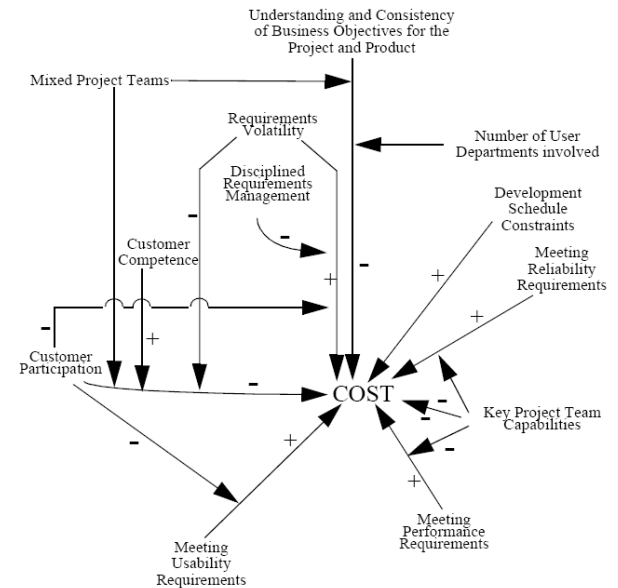 Understanding and Consistency
of Business Objectives for the
Project and Product
Mixed Project Teams
Requirements
Volatility
Number of User
Departments involved
Disciplined
Requirements
Management
-
-
Development
Schedule
Constraints
Customer
Competence
-
+
+
Meeting
Reliability
Requirements
-
+
+
Customer
Participation
-
COST
-
-
Key Project Team
Capabilities
-
+
-
+
Meeting
Performance
Requirements
Meeting
Usability
Requirements